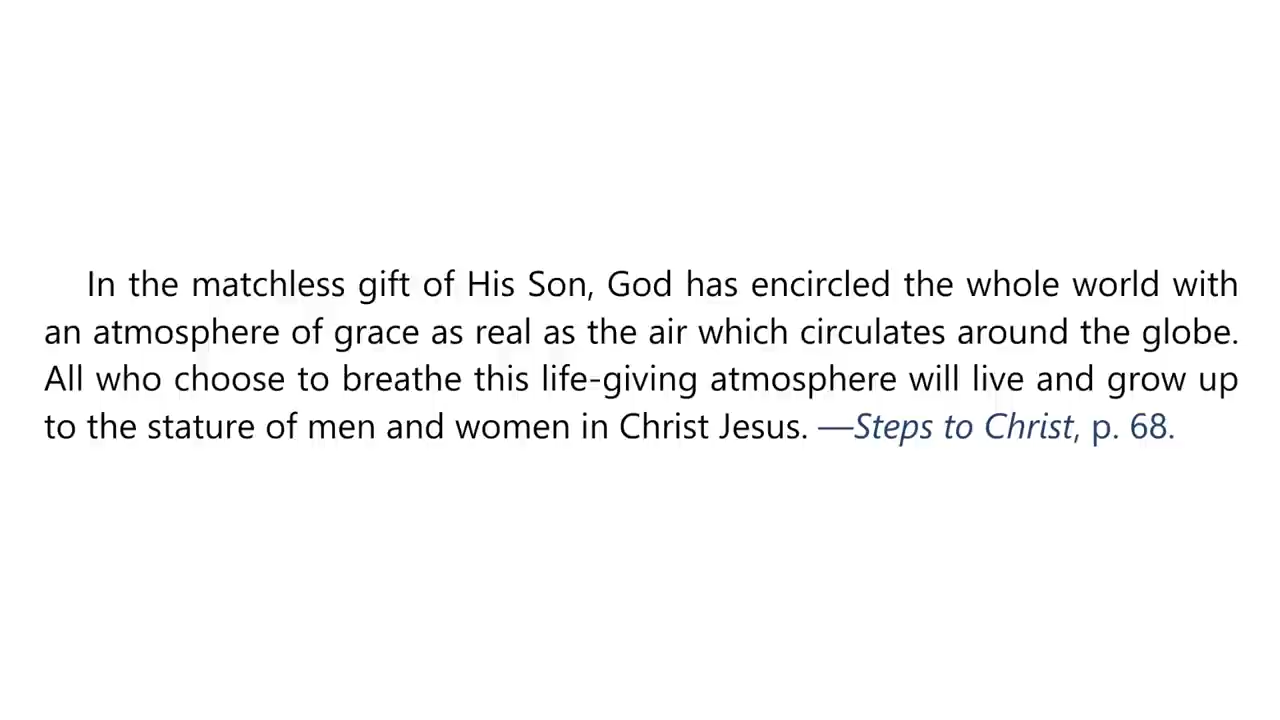 In the matchless gift of His Son, God has encircled the whole world with
an atmosphere of grace as real as the air which circulates around the globe.
All who choose to breathe this life-giving atmosphere will live and grow up
to the stature of men and women in Christ Jesus. —Steps to Christ, p. 68.